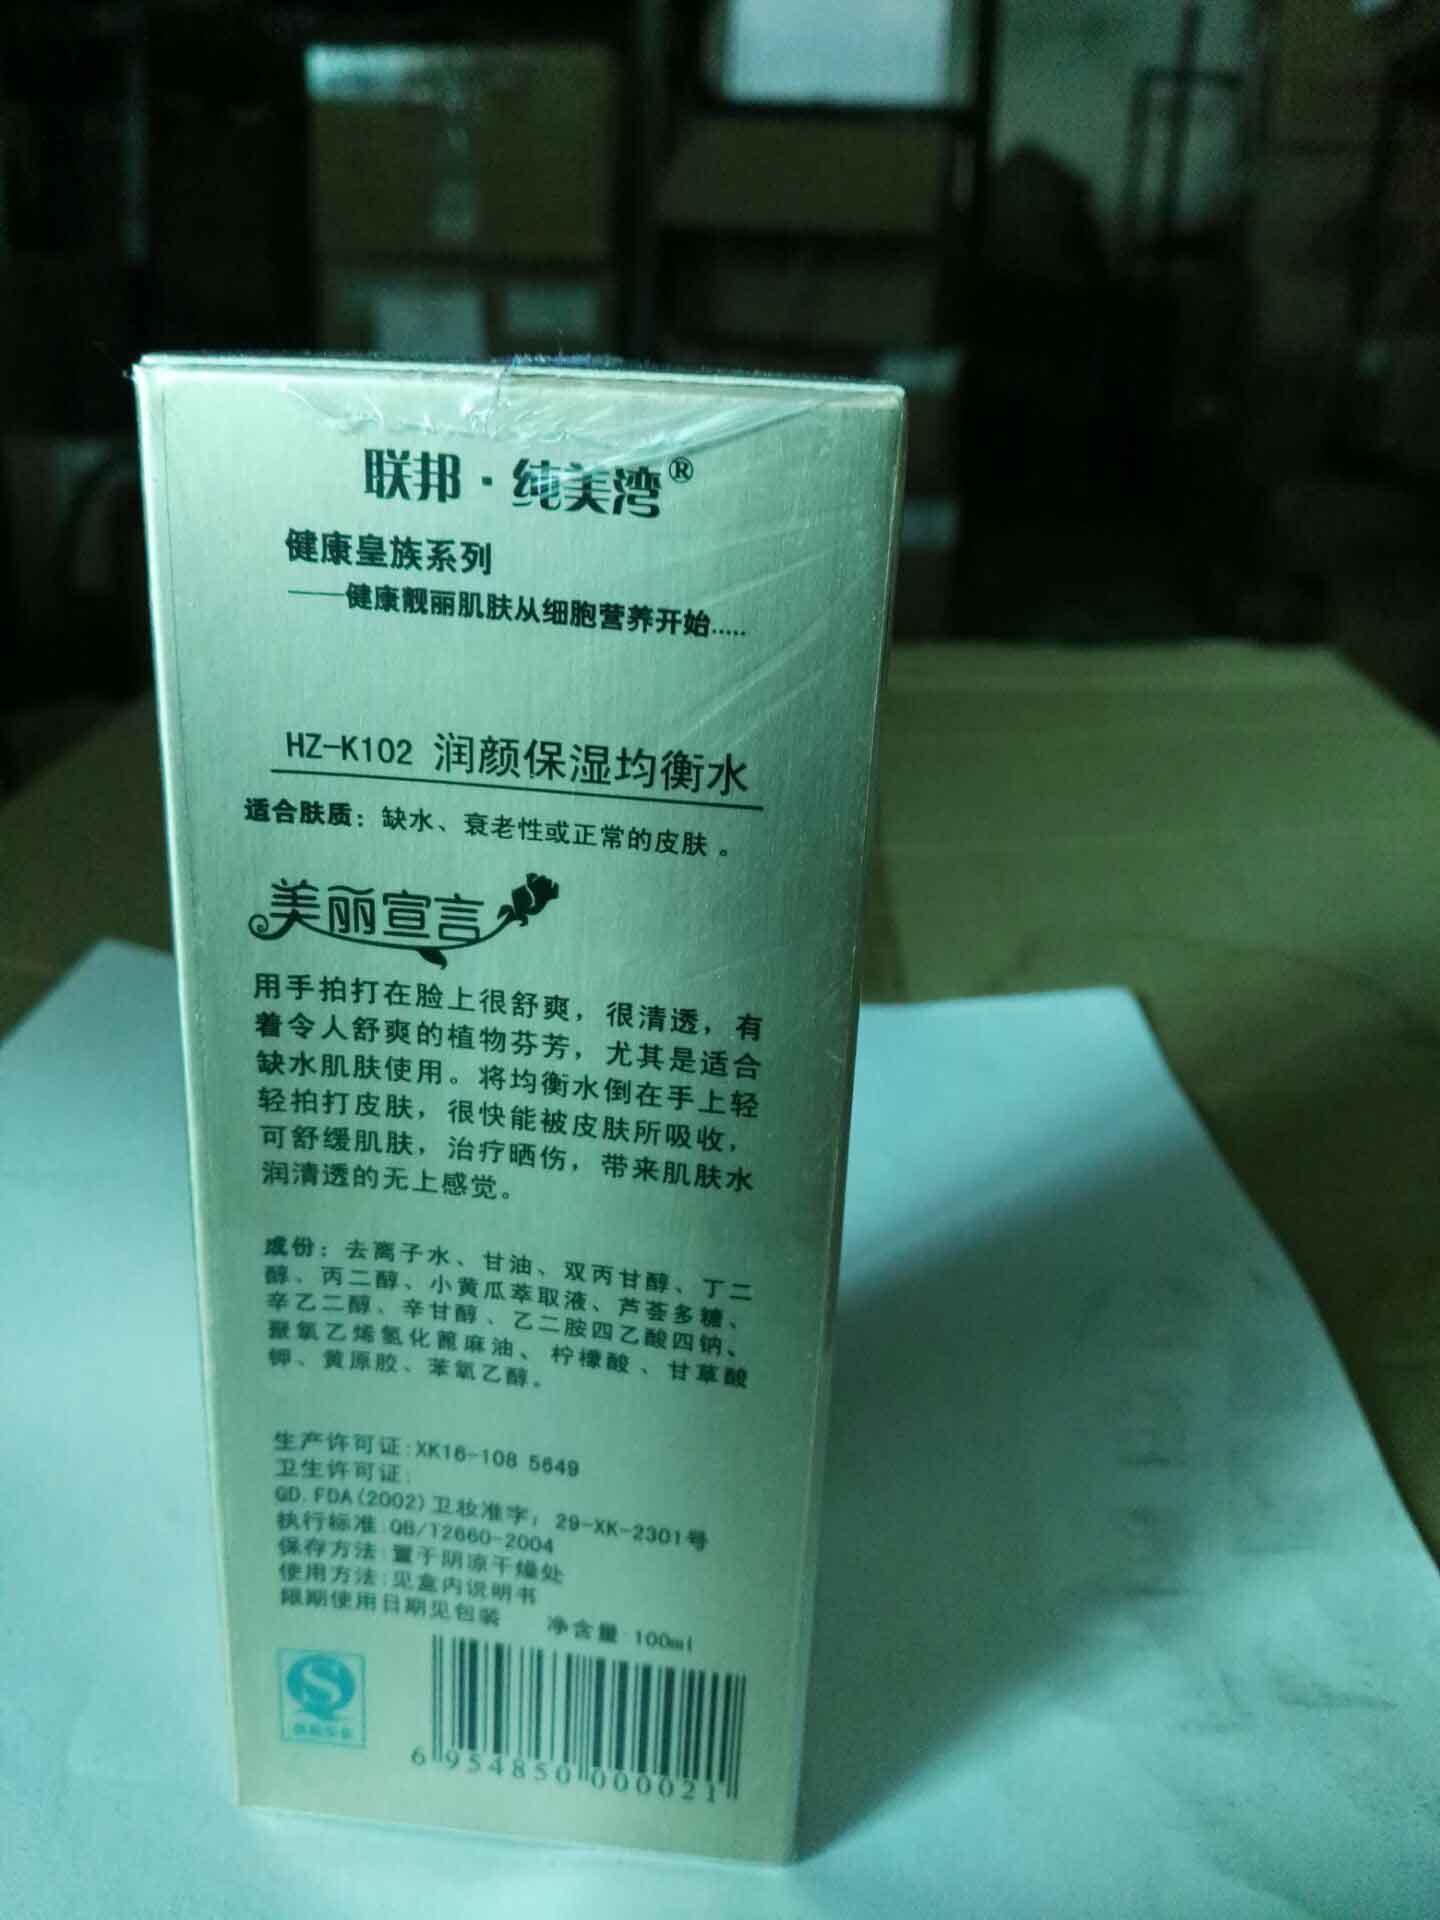 联邦·纯美湾®
健康皇族系列
——健康靓丽肌肤从细胞营养开始.....
HZ-K102 润颜保湿均衡水
适合肤质：缺水、衰老性或正常的皮肤。
美丽宣言
用手拍打在脸上很舒爽，很清透，有
着令人舒爽的植物芬芳，尤其是适合
缺水肌肤使用。将均衡水倒在手上轻
轻拍打皮肤，很快能被皮肤所吸收，
可舒缓肌肤，治疗晒伤，带来肌肤水
润清透的无上感觉。
成份：去离子水、甘油、双丙甘醇、丁二
醇、丙二醇、小黄瓜萃取液、芦荟多糖、
辛乙二醇、辛甘醇、乙二胺四乙酸四钠、
聚氧乙烯氢化蓖麻油、柠檬酸、甘草酸
钾、黄原胶、苯氧乙醇。
生产许可证:XK16-108 5649
卫生许可证:
GD.FDA(2002)卫妆准字：29-XK-2301号
执行标准:QB/T2660-2004
保存方法:置于阴凉干燥处
使用方法:见盒内说明书
限期使用日期见包装 净含量:100ml
6 954850 000021